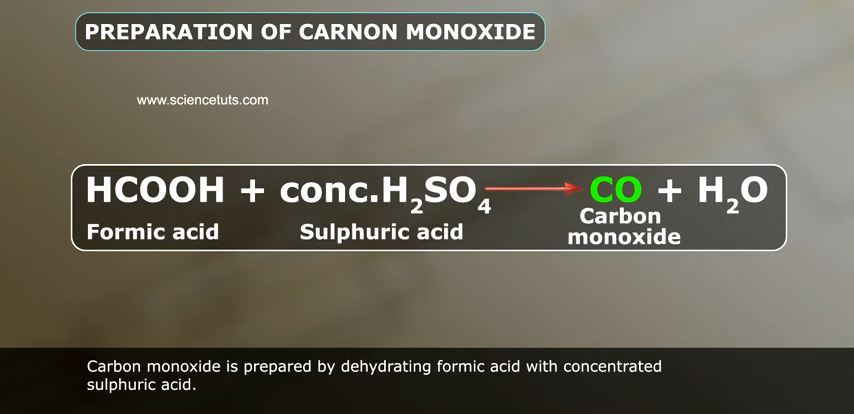 PREPARATION OF CARNON MONOXIDE
www.sciencetuts.com
HCOOH + conc.H₂SO₄ → CO + H₂O
Formic acid Sulphuric acid Carbon
monoxide
Carbon monoxide is prepared by dehydrating formic acid with concentrated
sulphuric acid.